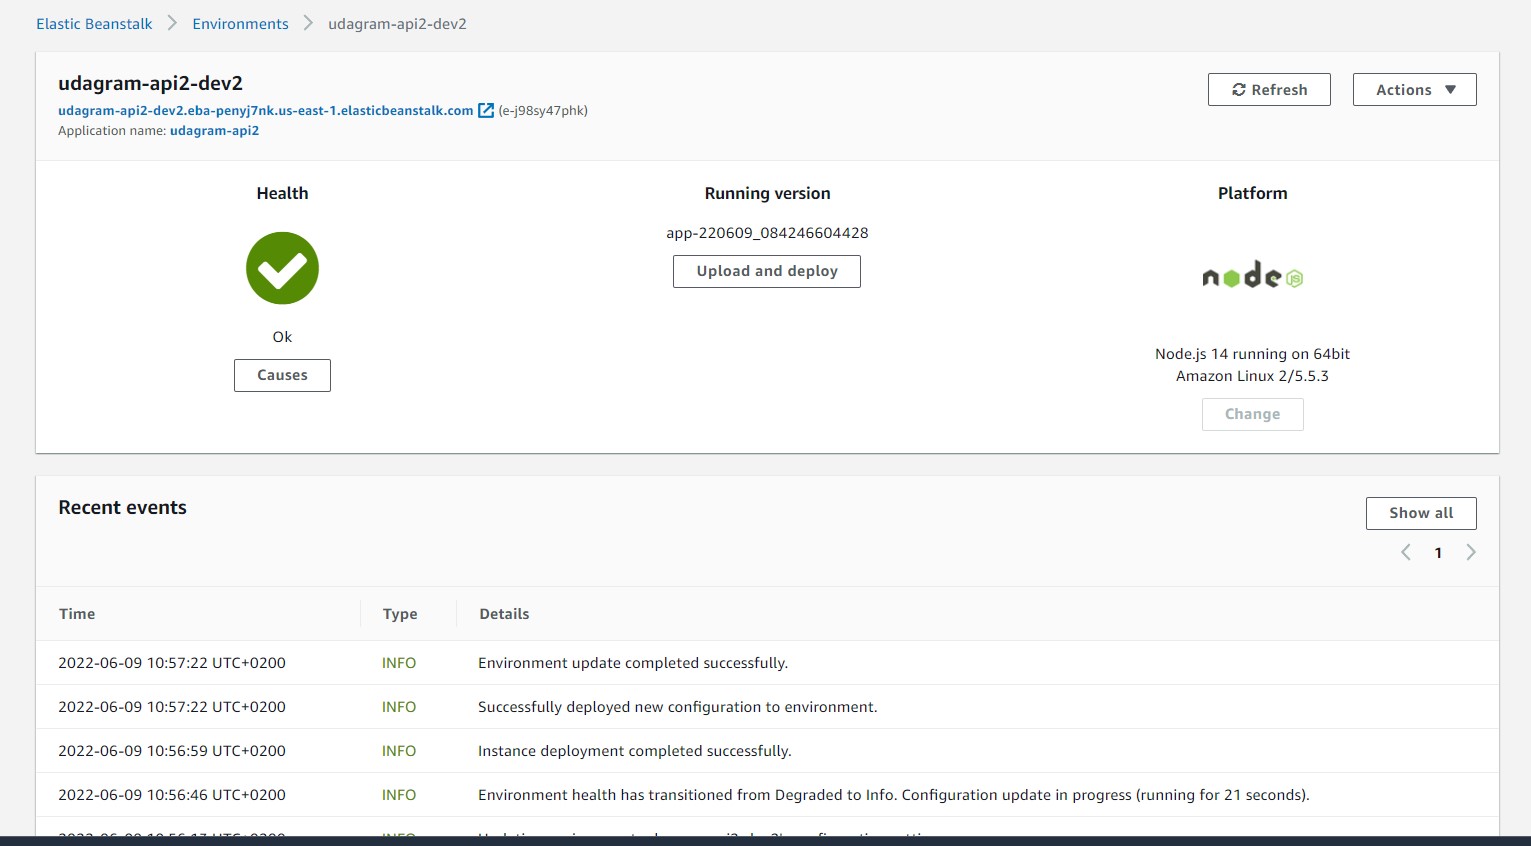 Elastic Beanstalk > Environments > udagram-api2-dev2
udagram-api2-dev2
udagram-api2-dev2.eba-penyj7nk.us-east-1.elasticbeanstalk.com (e-j98sy47phk)
Application name: udagram-api2
Refresh
Actions
Health
Ok
Causes
Running version
app-220609_084246604428
Upload and deploy
Platform
node JS
Node.js 14 running on 64bit
Amazon Linux 2/5.5.3
Change
Recent events
Show all
1
Time Type Details
2022-06-09 10:57:22 UTC+0200 INFO Environment update completed successfully.
2022-06-09 10:57:22 UTC+0200 INFO Successfully deployed new configuration to environment.
2022-06-09 10:56:59 UTC+0200 INFO Instance deployment completed successfully.
2022-06-09 10:56:46 UTC+0200 INFO Environment health has transitioned from Degraded to Info. Configuration update in progress (running for 21 seconds).